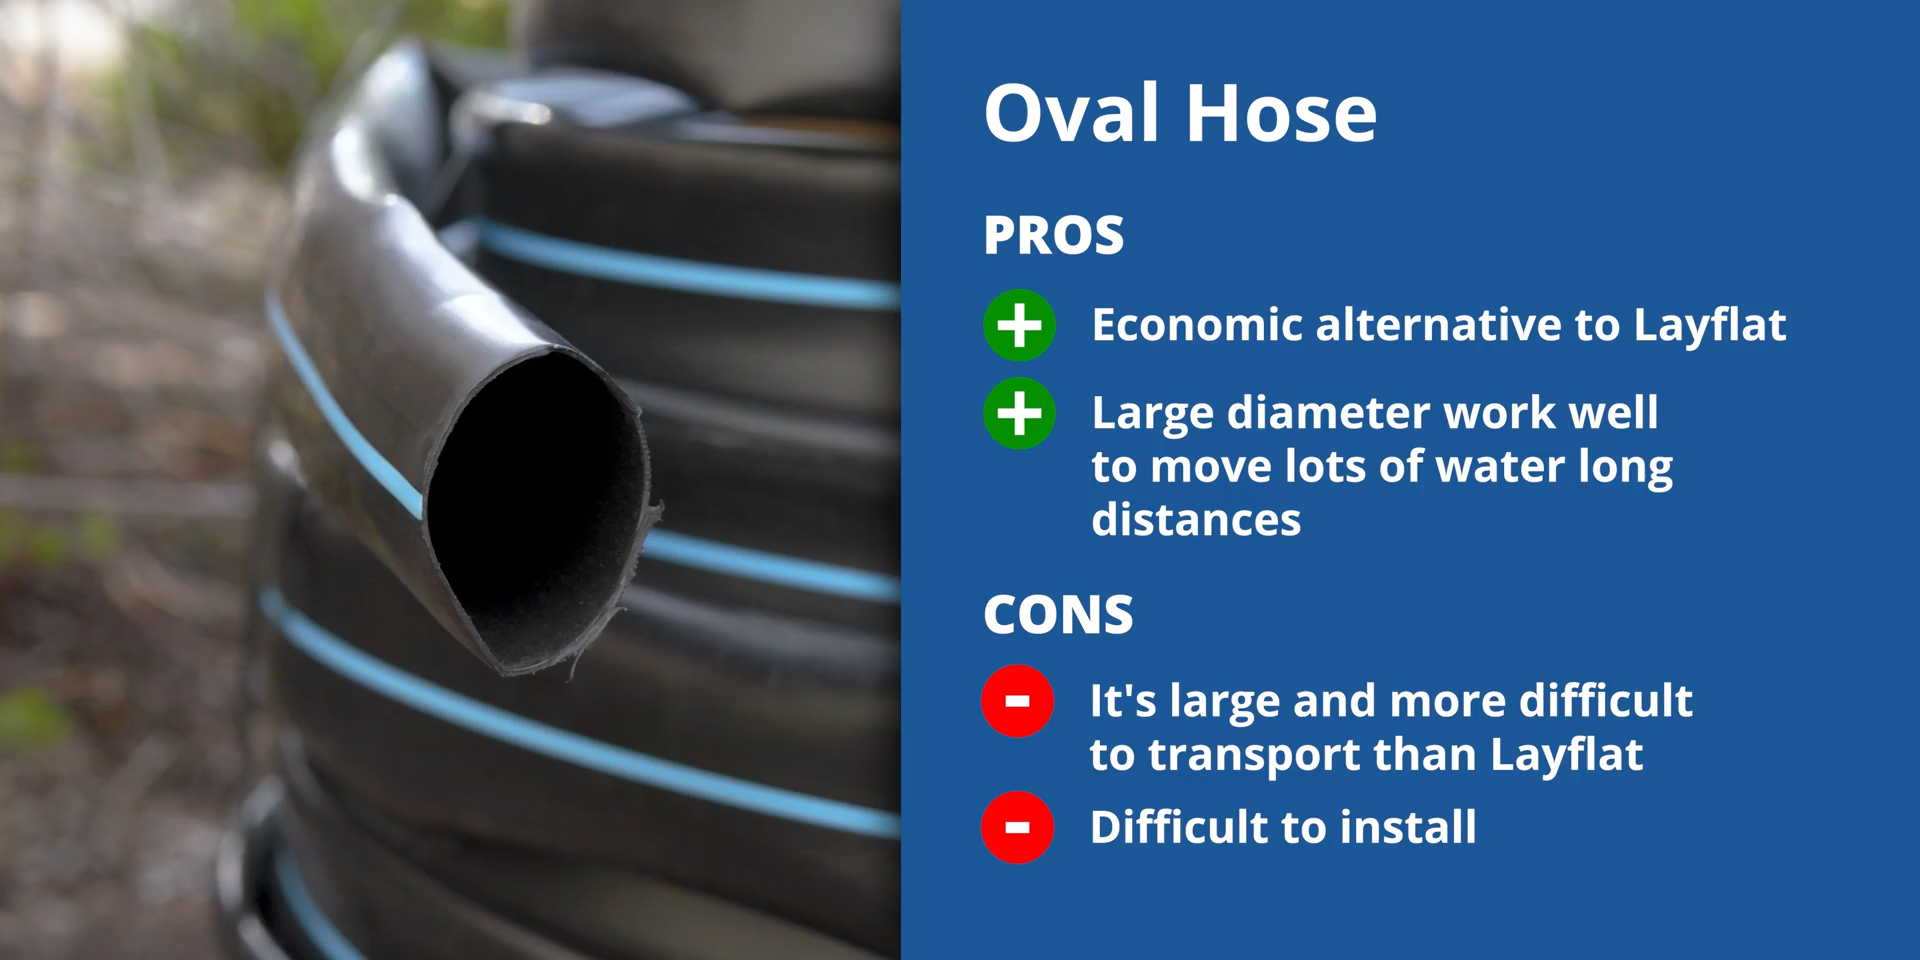 Oval Hose
PROS
Economic alternative to Layflat
Large diameter work well
to move lots of water long
distances
CONS
It's large and more difficult
to transport than Layflat
Difficult to install